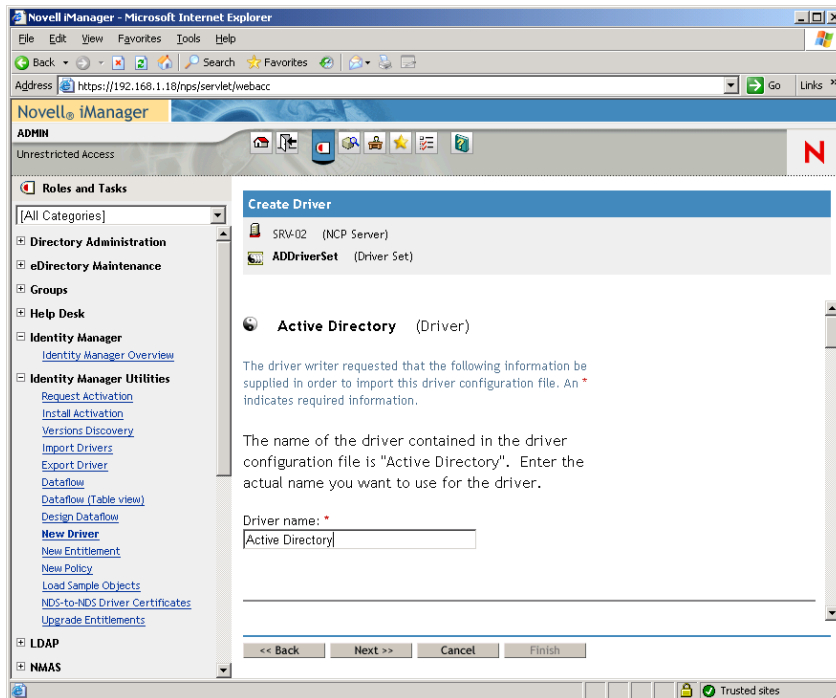 Novell iManager - Microsoft Internet Explorer
File Edit View Favorites Tools Help
Back Search Favorites
Address https://192.168.1.18/nps/servlet/webacc Go Links »
Novell® iManager
ADMIN
Unrestricted Access
N
Roles and Tasks
[All Categories]
Directory Administration
eDirectory Maintenance
Groups
Help Desk
Identity Manager
Identity Manager Overview
Identity Manager Utilities
Request Activation
Install Activation
Versions Discovery
Import Drivers
Export Driver
Dataflow
Dataflow (Table view)
Design Dataflow
New Driver
New Entitlement
New Policy
Load Sample Objects
NDS-to-NDS Driver Certificates
Upgrade Entitlements
LDAP
NMAS
Create Driver
SRV-02 (NCP Server)
ADDriverSet (Driver Set)
Active Directory (Driver)
The driver writer requested that the following information be
supplied in order to import this driver configuration file. An *
indicates required information.
The name of the driver contained in the driver
configuration file is "Active Directory". Enter the
actual name you want to use for the driver.
Driver name: *
Active Directory
<< Back Next >> Cancel Finish
Trusted sites